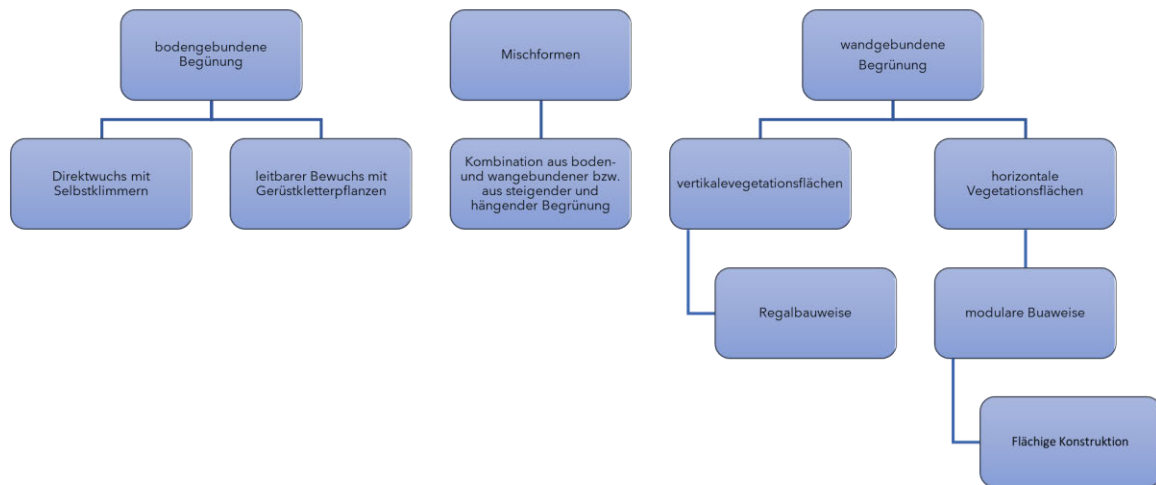 bodengebundene
Begünung
Mischformen
wandgebundene
Begrünung
Direktwuchs mit
Selbstklimmern
leitbarer Bewuchs mit
Gerüstkletterpflanzen
Kombination aus boden-
und wangebundener bzw.
aus steigender und
hängender Begrünung
vertikalevegetationsflächen
horizontale
Vegetationsflächen
Regalbauweise
modulare Buaweise
Flächige Konstruktion